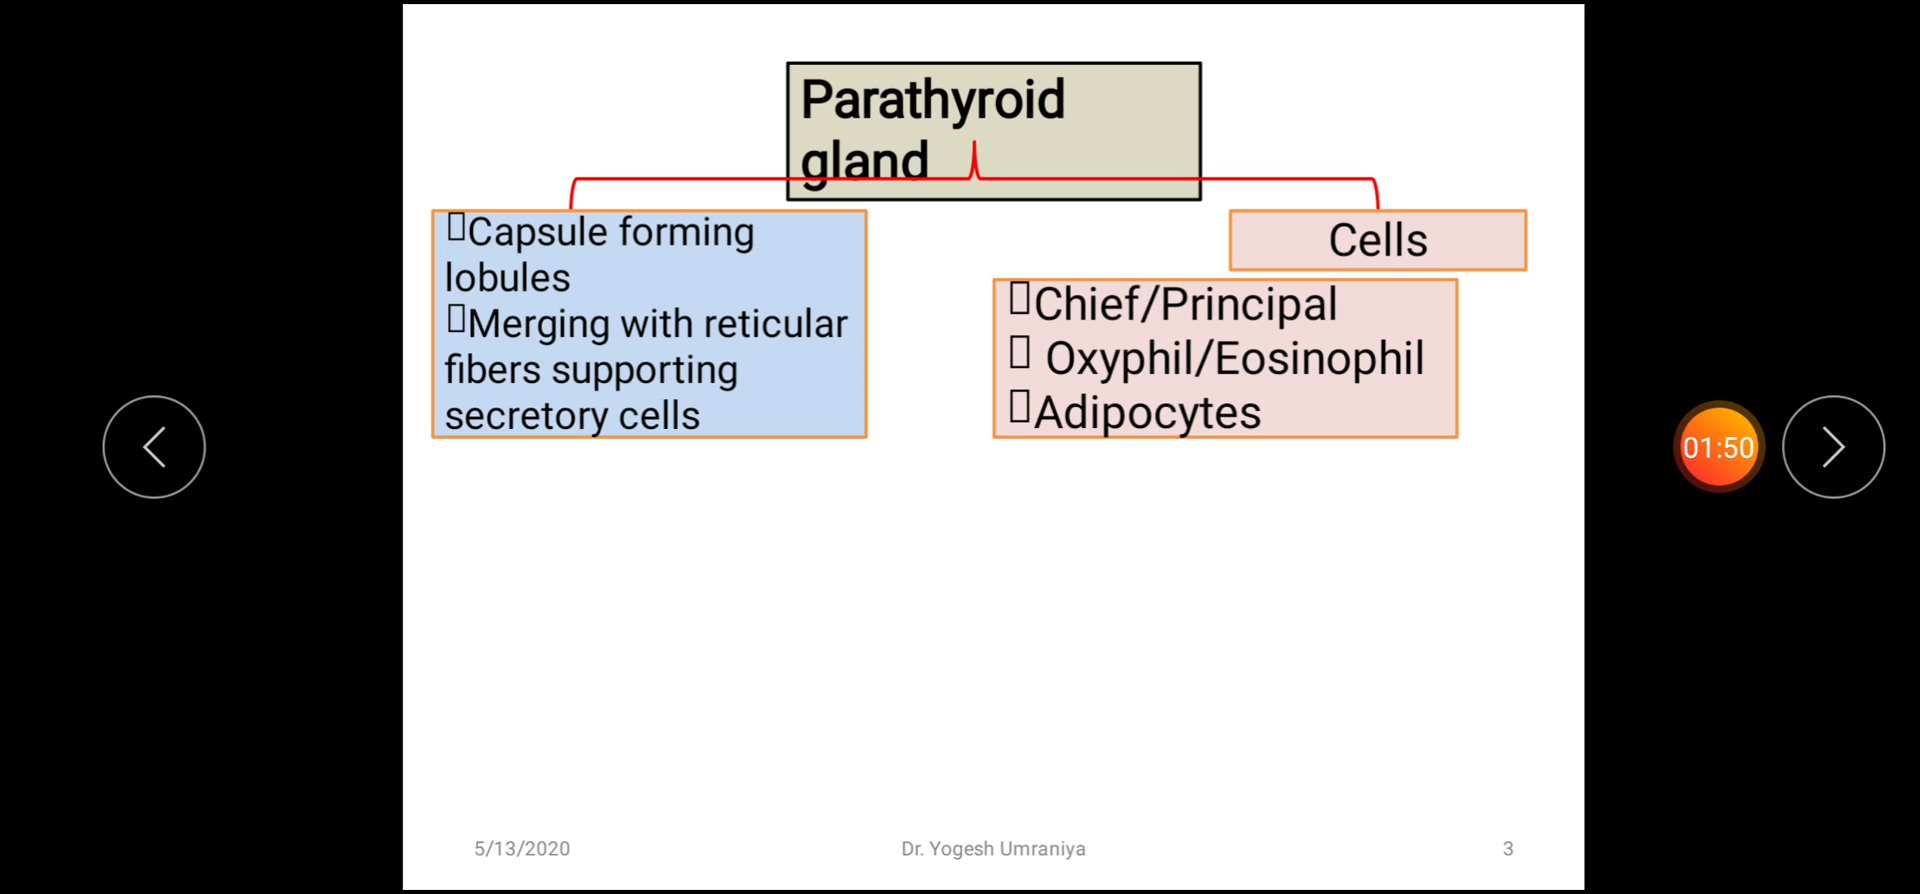 Parathyroid
gland
Capsule forming
lobules
Merging with reticular
fibers supporting
secretory cells
Cells
Chief/Principal
Oxyphil/Eosinophil
Adipocytes
01:50
5/13/2020
Dr. Yogesh Umraniya
3